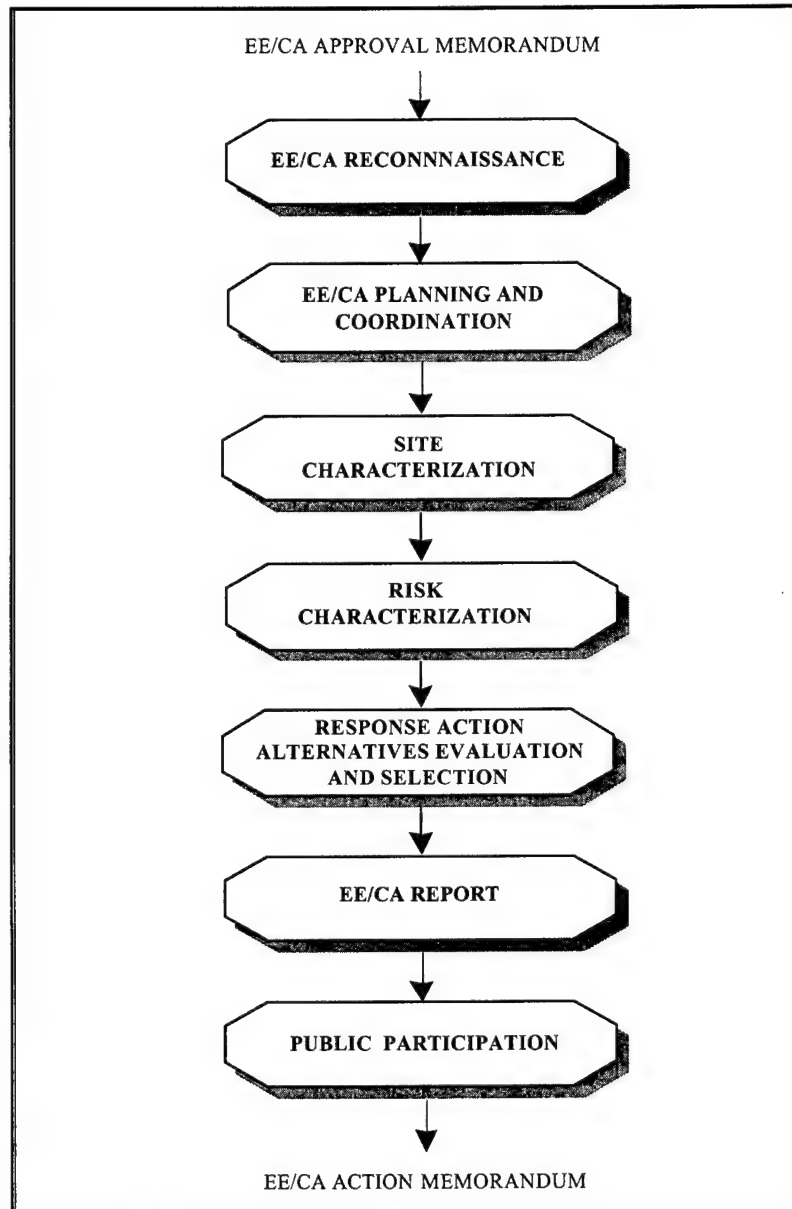 EE/CA APPROVAL MEMORANDUM
EE/CA RECONNNAISSANCE
EE/CA PLANNING AND
COORDINATION
SITE
CHARACTERIZATION
RISK
CHARACTERIZATION
RESPONSE ACTION
ALTERNATIVES EVALUATION
AND SELECTION
EE/CA REPORT
PUBLIC PARTICIPATION
EE/CA ACTION MEMORANDUM